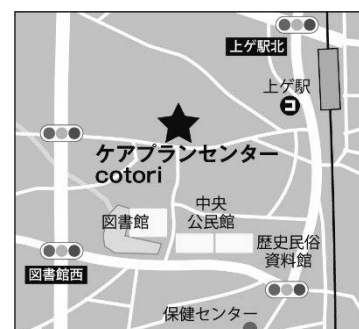 上ゲ駅北
上ゲ駅
ケアプランセンター
cotori
図書館
中央
公民館
歴史民俗
資料館
図書館西
保健センター